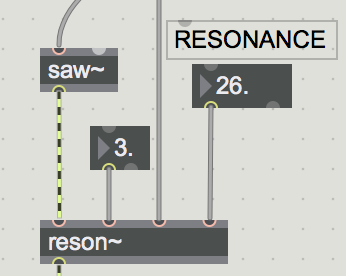 RESONANCE
saw~
26.
3.
reson~